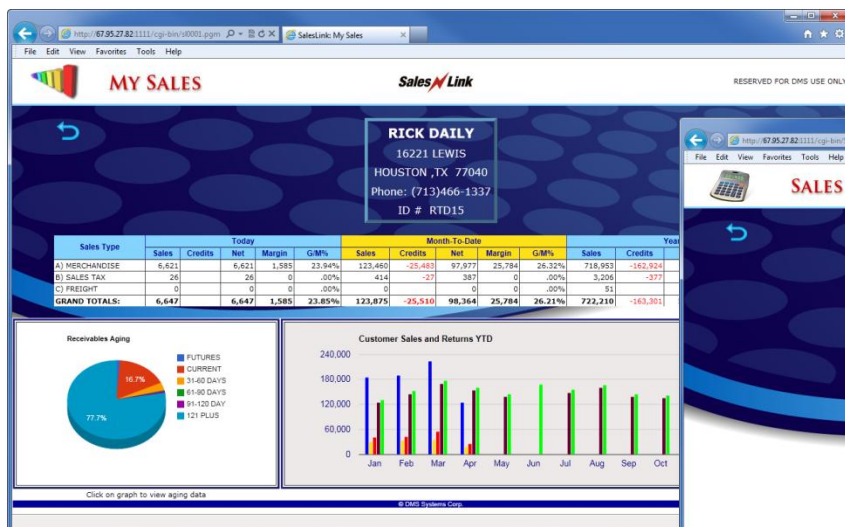 http://67.95.27.82:1111/cgi-bin/sl0001.pgm
SalesLink: My Sales
File Edit View Favorites Tools Help
MY SALES
Sales Link
RESERVED FOR DMS USE ONLY
RICK DAILY
16221 LEWIS
HOUSTON ,TX 77040
Phone: (713)466-1337
ID # RTD15
http://67.95.27.82:1111/cgi-bin/
File Edit View Favorites Tools Help
SALES
Sales Type Today Month-To-Date Year
Sales Credits Net Margin G/M% Sales Credits Net Margin G/M% Sales Credits
A) MERCHANDISE 6,621 6,621 1,585 23.94% 123,460 -25,483 97,977 25,784 26.32% 718,953 -162,924
B) SALES TAX 26 26 0 .00% 414 -27 387 .00% 3,206 -377
C) FREIGHT 0 0 0 .00% 0 0 0 .00% 51
GRAND TOTALS: 6,647 6,647 1,585 23.85% 123,875 -25,510 98,364 25,784 26.21% 722,210 -163,301
Receivables Aging
FUTURES
CURRENT
31-60 DAYS
61-90 DAYS
91-120 DAY
121 PLUS
16.7%
77.7%
Customer Sales and Returns YTD
240,000
180,000
120,000
60,000
0
Jan Feb Mar Apr May Jun Jul Aug Sep Oct
Click on graph to view aging data
© DMS Systems Corp.